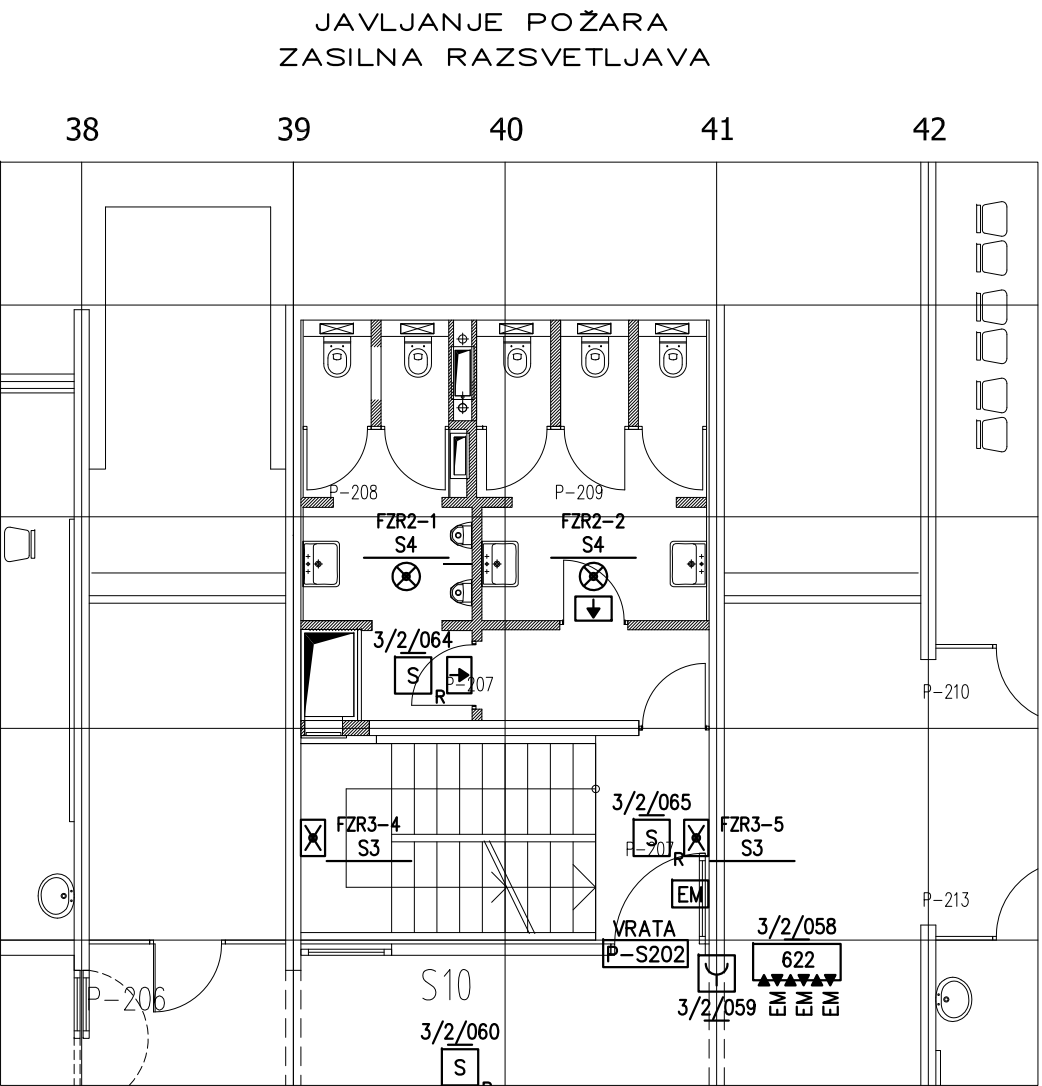 JAVLJANJE POŽARA
ZASILNA RAZSVETLJAVA
38 39 40 41 42
P-208 P-209
FZR2-1 FZR2-2
S4 S4
3/2/064
S
R
P-207
P-210
3/2/065
FZR3-4 S FZR3-5
S3 P-207 S3
R
EM
P-213
VRATA 3/2/058
P-S202 622
S10
P-206
3/2/059 EM EM EM
3/2/060
S